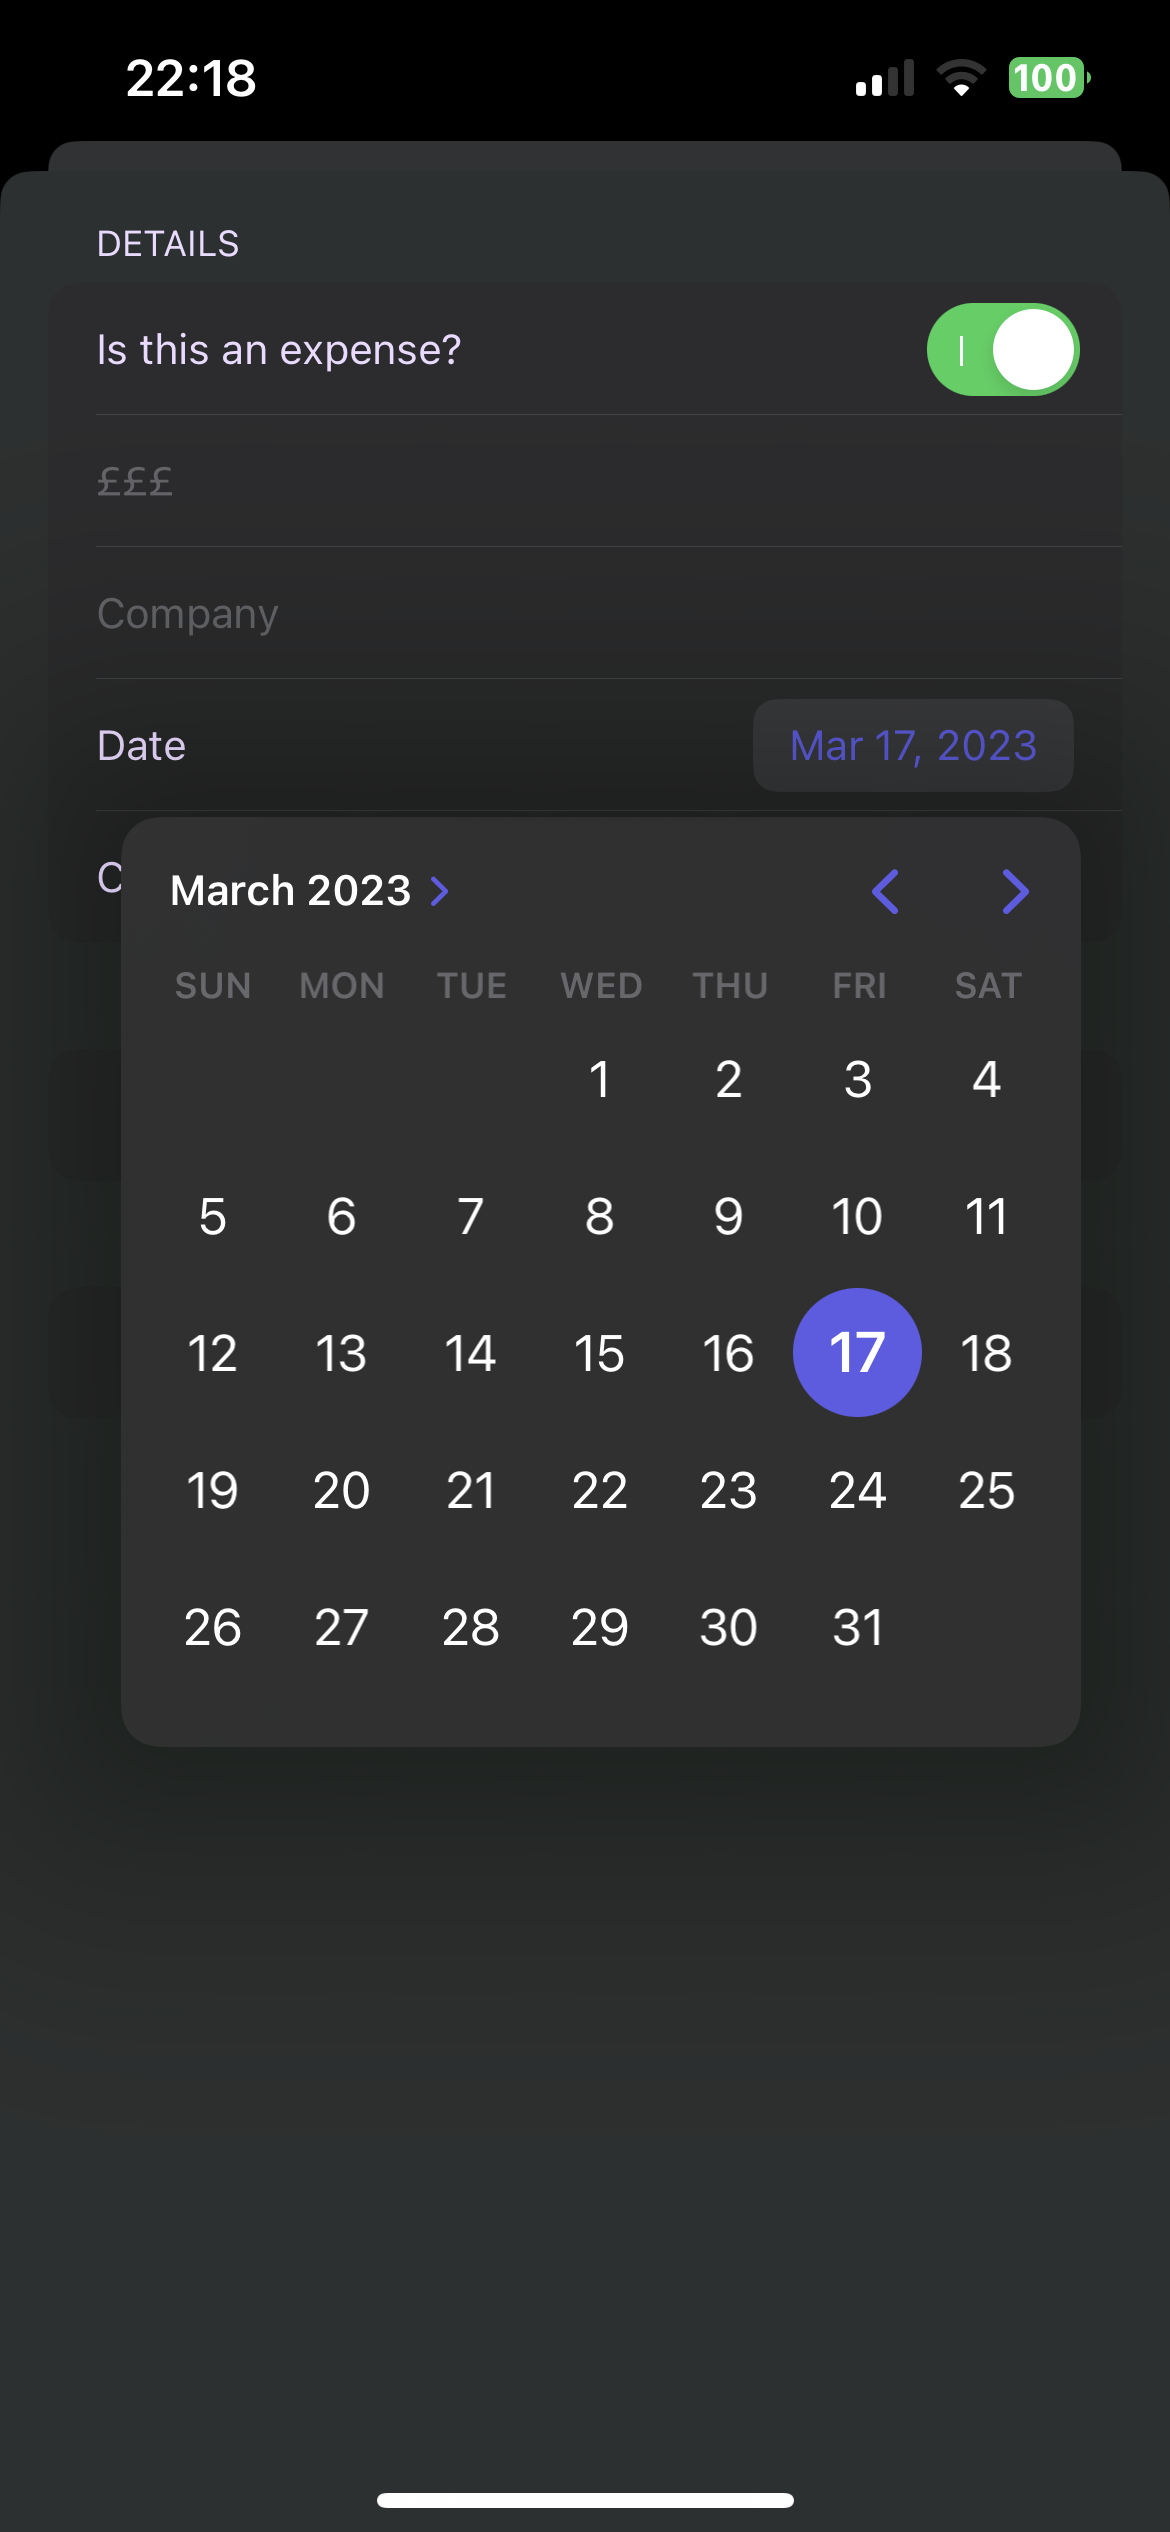 22:18 100
DETAILS
Is this an expense?
£££
Company
Date Mar 17, 2023
C
March 2023
SUN MON TUE WED THU FRI SAT
1 2 3 4
5 6 7 8 9 10 11
12 13 14 15 16 17 18
19 20 21 22 23 24 25
26 27 28 29 30 31